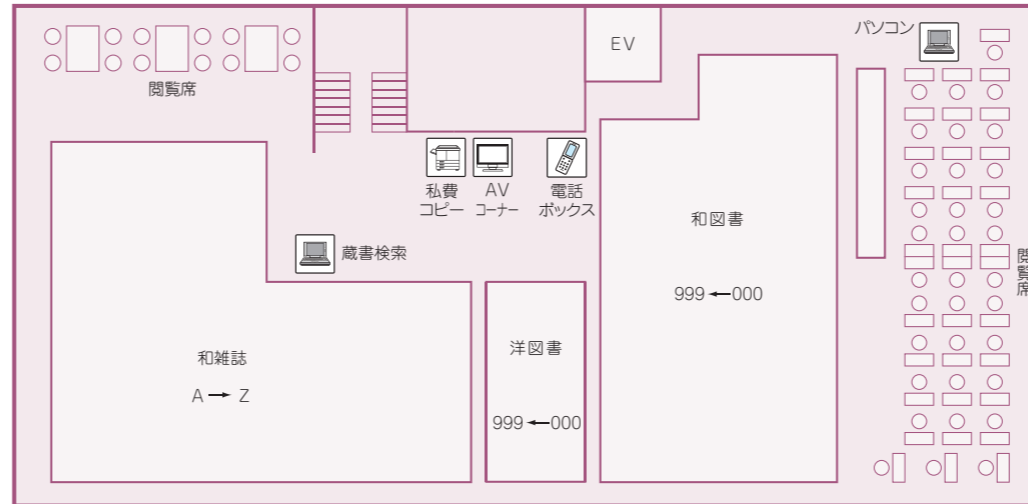 閲覧席
EV
パソコン
私費
コピー
AV
コーナー
電話
ボックス
蔵書検索
和雑誌
A→Z
洋図書
999←000
和図書
999←000
閲覧席